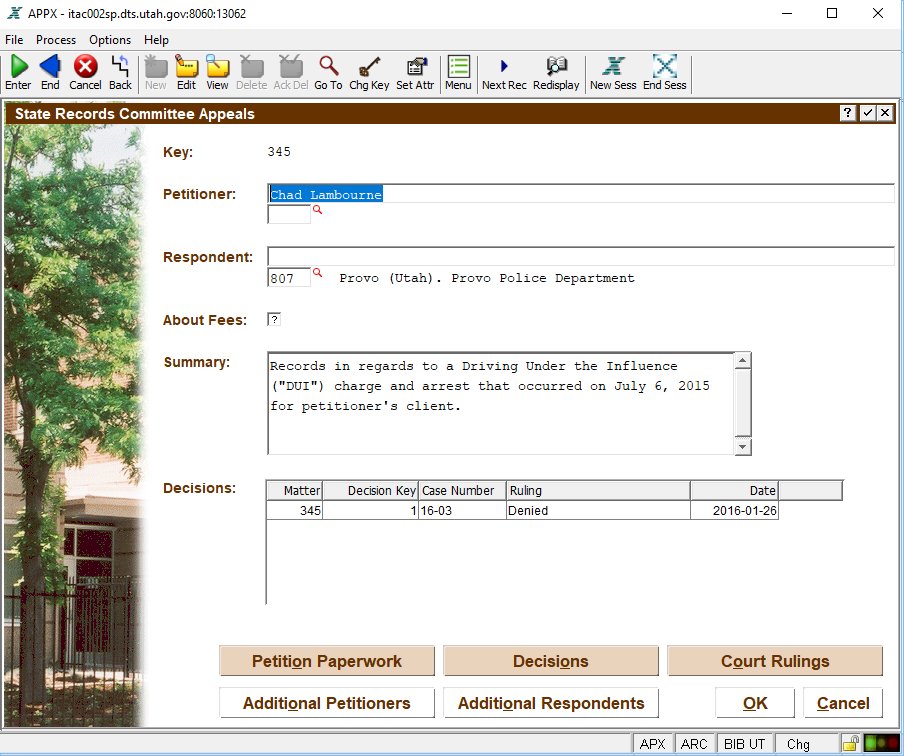 APPX - itac002sp.dts.utah.gov:8060:13062
File Process Options Help
Enter End Cancel Back New Edit View Delete Ack Del Go To Chg Key Set Attr Menu Next Rec Redisplay New Sess End Sess
State Records Committee Appeals
?
Key: 345
Petitioner: Chad Lambourne
Respondent:
807 Provo (Utah). Provo Police Department
About Fees: ?
Summary: Records in regards to a Driving Under the Influence
("DUI") charge and arrest that occurred on July 6, 2015
for petitioner's client.
Decisions: Matter Decision Key Case Number Ruling Date
345 1 16-03 Denied 2016-01-26
Petition Paperwork Decisions Court Rulings
Additional Petitioners Additional Respondents OK Cancel
APX ARC BIB UT Chg